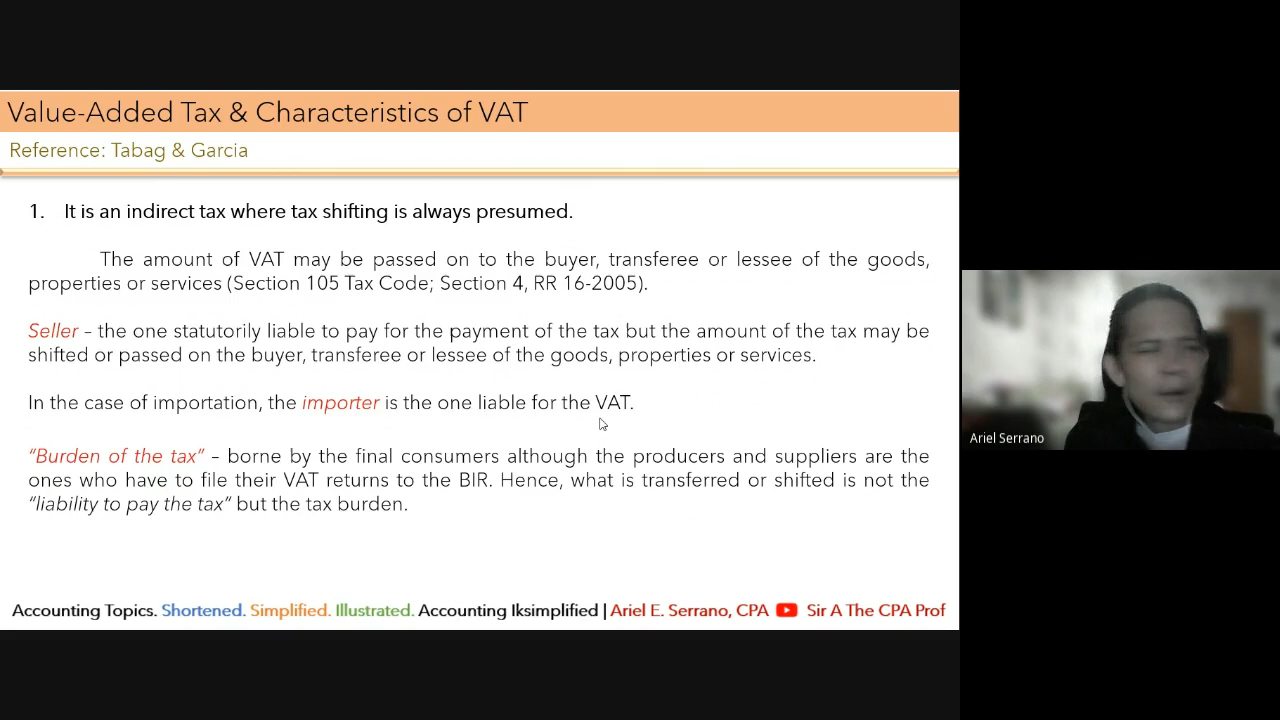 Value-Added Tax & Characteristics of VAT
Reference: Tabag & Garcia
1. It is an indirect tax where tax shifting is always presumed.
The amount of VAT may be passed on to the buyer, transferee or lessee of the goods,
properties or services (Section 105 Tax Code; Section 4, RR 16-2005).
Seller – the one statutorily liable to pay for the payment of the tax but the amount of the tax may be
shifted or passed on the buyer, transferee or lessee of the goods, properties or services.
In the case of importation, the importer is the one liable for the VAT.
“Burden of the tax” – borne by the final consumers although the producers and suppliers are the
ones who have to file their VAT returns to the BIR. Hence, what is transferred or shifted is not the
“liability to pay the tax” but the tax burden.
Accounting Topics. Shortened. Simplified. Illustrated. Accounting Iksimplified | Ariel E. Serrano, CPA Sir A The CPA Prof
Ariel Serrano